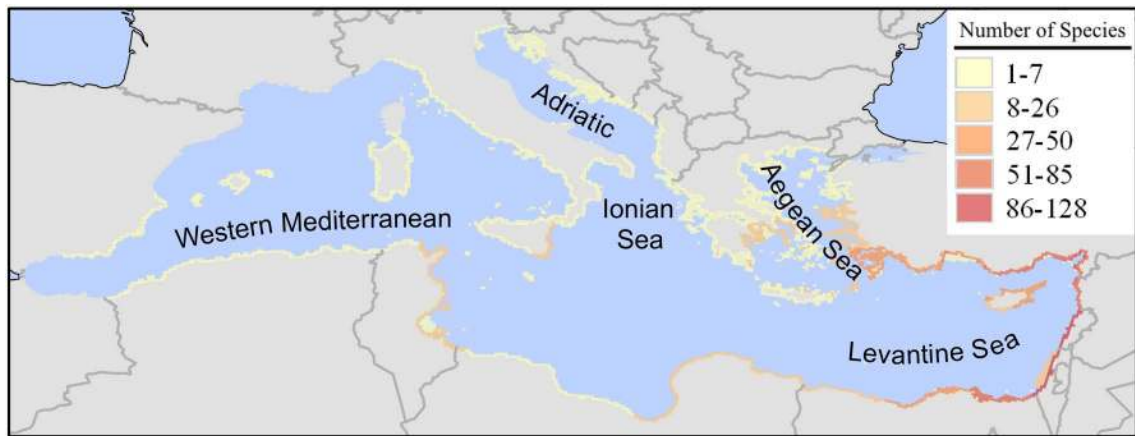 Number of Species
1-7
8-26
27-50
51-85
86-128
Adriatic
Aegean Sea
Ionian
Sea
Western Mediterranean
Levantine Sea